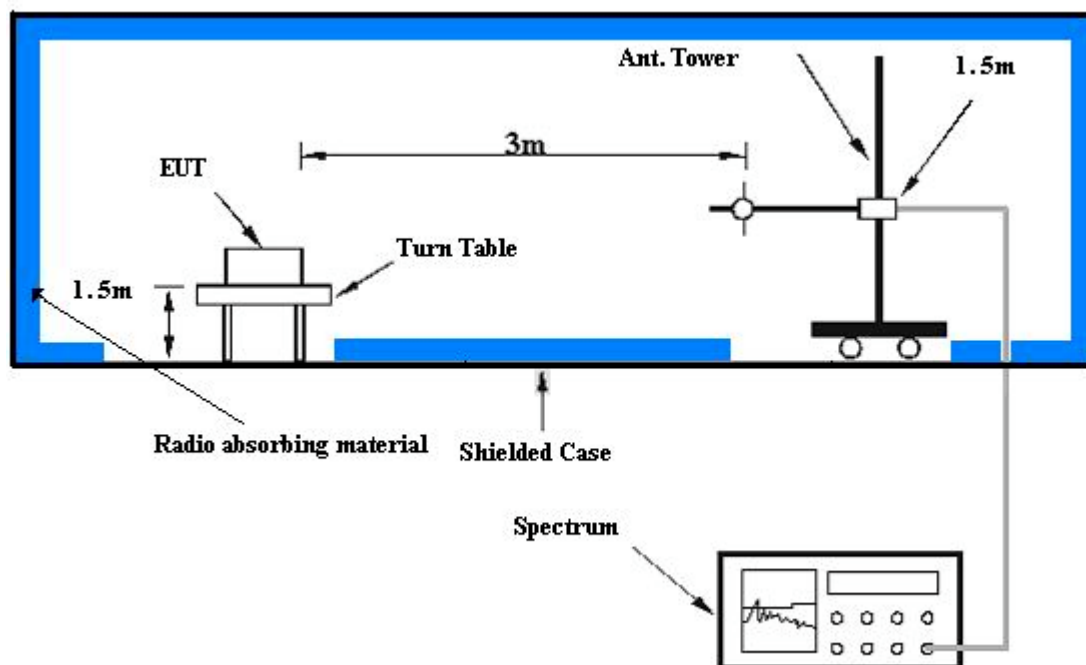 Ant. Tower
1.5m
3m
EUT
Turn Table
1.5m
Radio absorbing material
Shielded Case
Spectrum